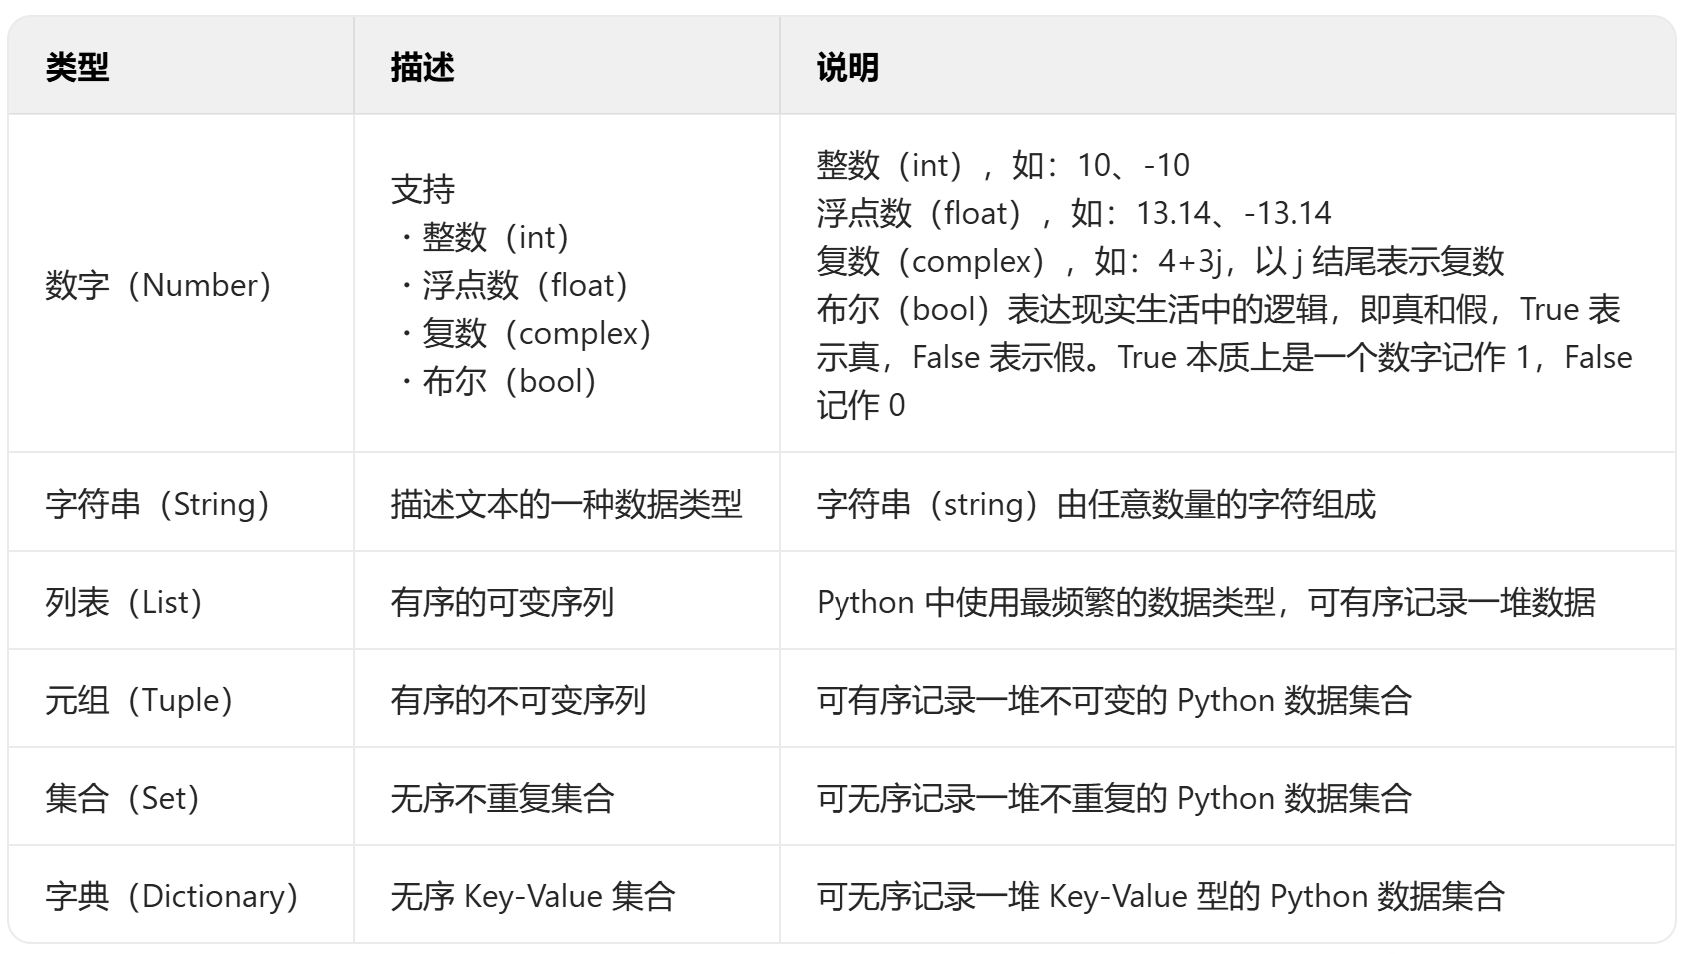 类型
描述
说明
数字（Number）
支持
· 整数（int）
· 浮点数（float）
· 复数（complex）
· 布尔（bool）
整数（int），如：10、-10
浮点数（float），如：13.14、-13.14
复数（complex），如：4+3j，以 j 结尾表示复数
布尔（bool）表达现实生活中的逻辑，即真和假，True 表
示真，False 表示假。True 本质上是一个数字记作 1，False
记作 0
字符串（String）
描述文本的一种数据类型
字符串（string）由任意数量的字符组成
列表（List）
有序的可变序列
Python 中使用最频繁的数据类型，可有序记录一堆数据
元组（Tuple）
有序的不可变序列
可有序记录一堆不可变的 Python 数据集合
集合（Set）
无序不重复集合
可无序记录一堆不重复的 Python 数据集合
字典（Dictionary）
无序 Key-Value 集合
可无序记录一堆 Key-Value 型的 Python 数据集合